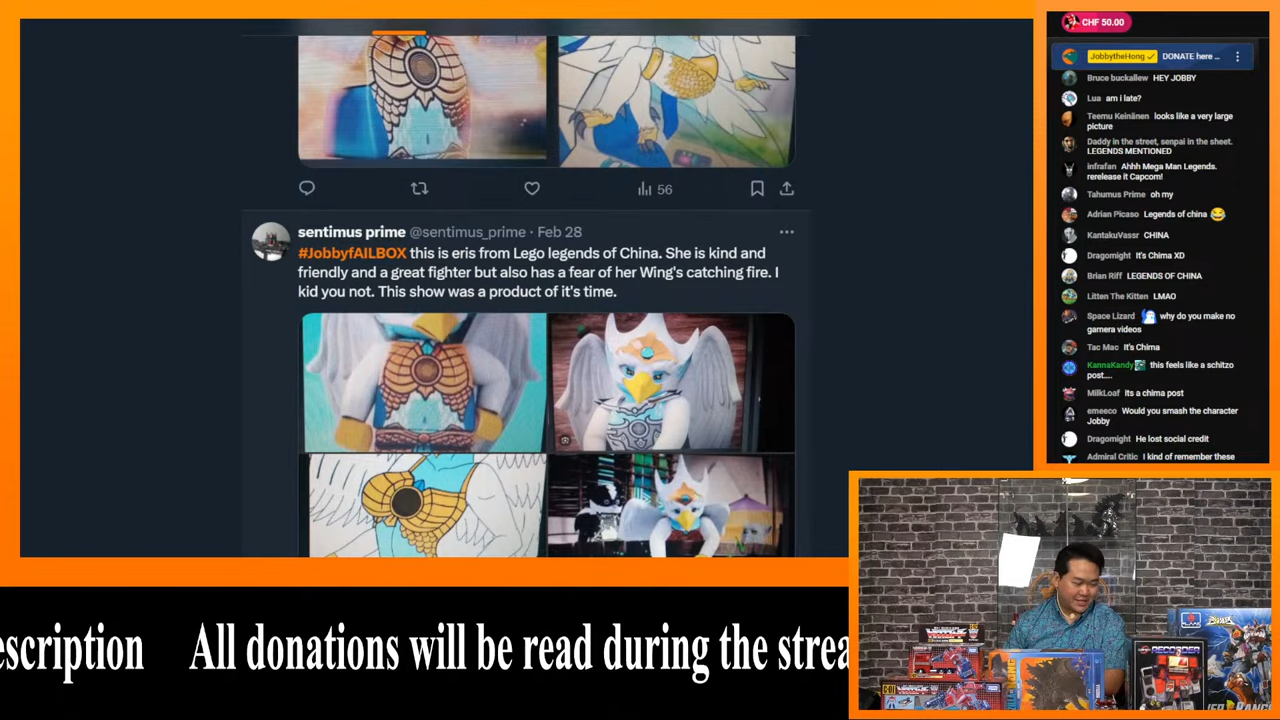 56
sentimus prime @sentimus_prime · Feb 28
#JobbyfAILBOX this is eris from Lego legends of China. She is kind and
friendly and a great fighter but also has a fear of her Wing's catching fire. I
kid you not. This show was a product of it's time.
CHF 50.00
JobbytheHong DONATE here ...
Bruce buckallew HEY JOBBY
Lua am i late?
Teemu Keinänen looks like a very large
picture
Daddy in the street, senpai in the sheet.
LEGENDS MENTIONED
infrafan Ahhh Mega Man Legends.
rerelease it Capcom!
Tahumus Prime oh my
Adrian Picaso Legends of china 😂
KantakuVassr CHINA
Dragomight It's Chima XD
Brian Riff LEGENDS OF CHINA
Litten The Kitten LMAO
Space Lizard why do you make no
gamera videos
Tac Mac It's Chima
KannaKandy this feels like a schitzo
post....
MilkLoaf its a chima post
emeeco Would you smash the character
Jobby
Dragomight He lost social credit
Admiral Critic I kind of remember these
escription All donations will be read during the strea
RECORDER